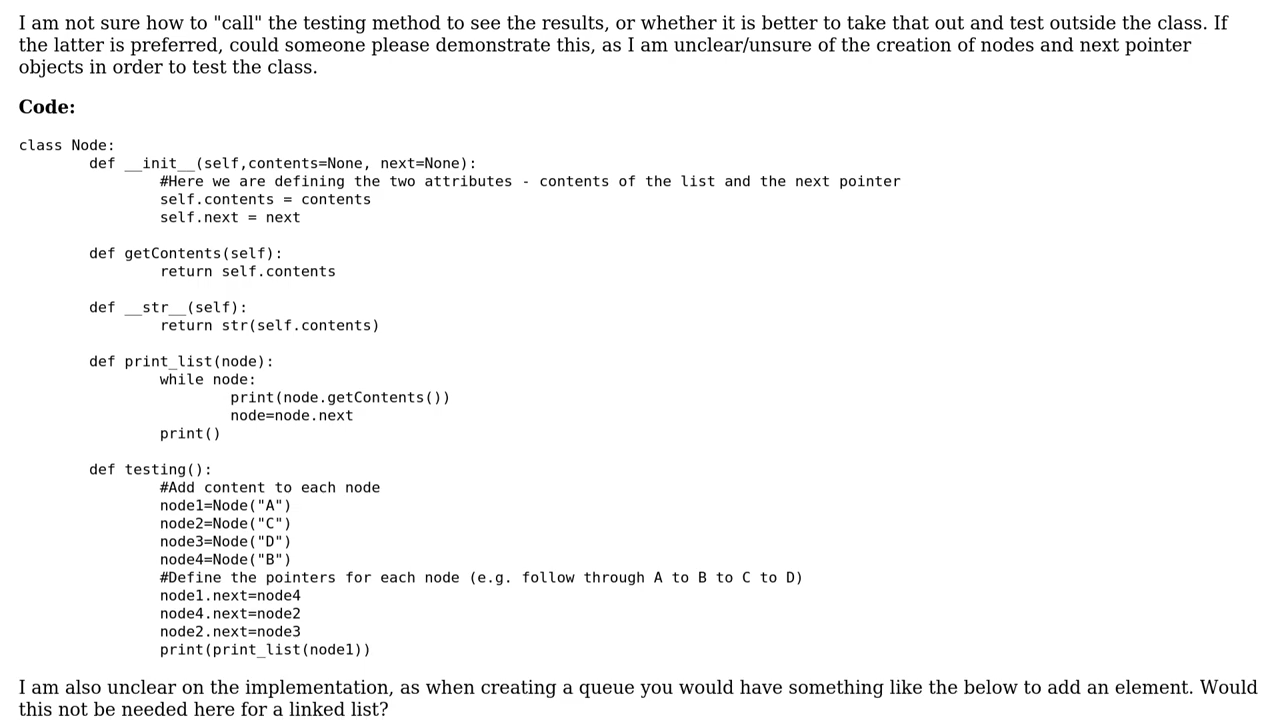 I am not sure how to "call" the testing method to see the results, or whether it is better to take that out and test outside the class. If
the latter is preferred, could someone please demonstrate this, as I am unclear/unsure of the creation of nodes and next pointer
objects in order to test the class.
Code:
class Node:
        def __init__(self,contents=None, next=None):
                #Here we are defining the two attributes - contents of the list and the next pointer
                self.contents = contents
                self.next = next
        def getContents(self):
                return self.contents
        def __str__(self):
                return str(self.contents)
        def print_list(node):
                while node:
                        print(node.getContents())
                        node=node.next
                print()
        def testing():
                #Add content to each node
                node1=Node("A")
                node2=Node("C")
                node3=Node("D")
                node4=Node("B")
                #Define the pointers for each node (e.g. follow through A to B to C to D)
                node1.next=node4
                node4.next=node2
                node2.next=node3
                print(print_list(node1))
I am also unclear on the implementation, as when creating a queue you would have something like the below to add an element. Would
this not be needed here for a linked list?